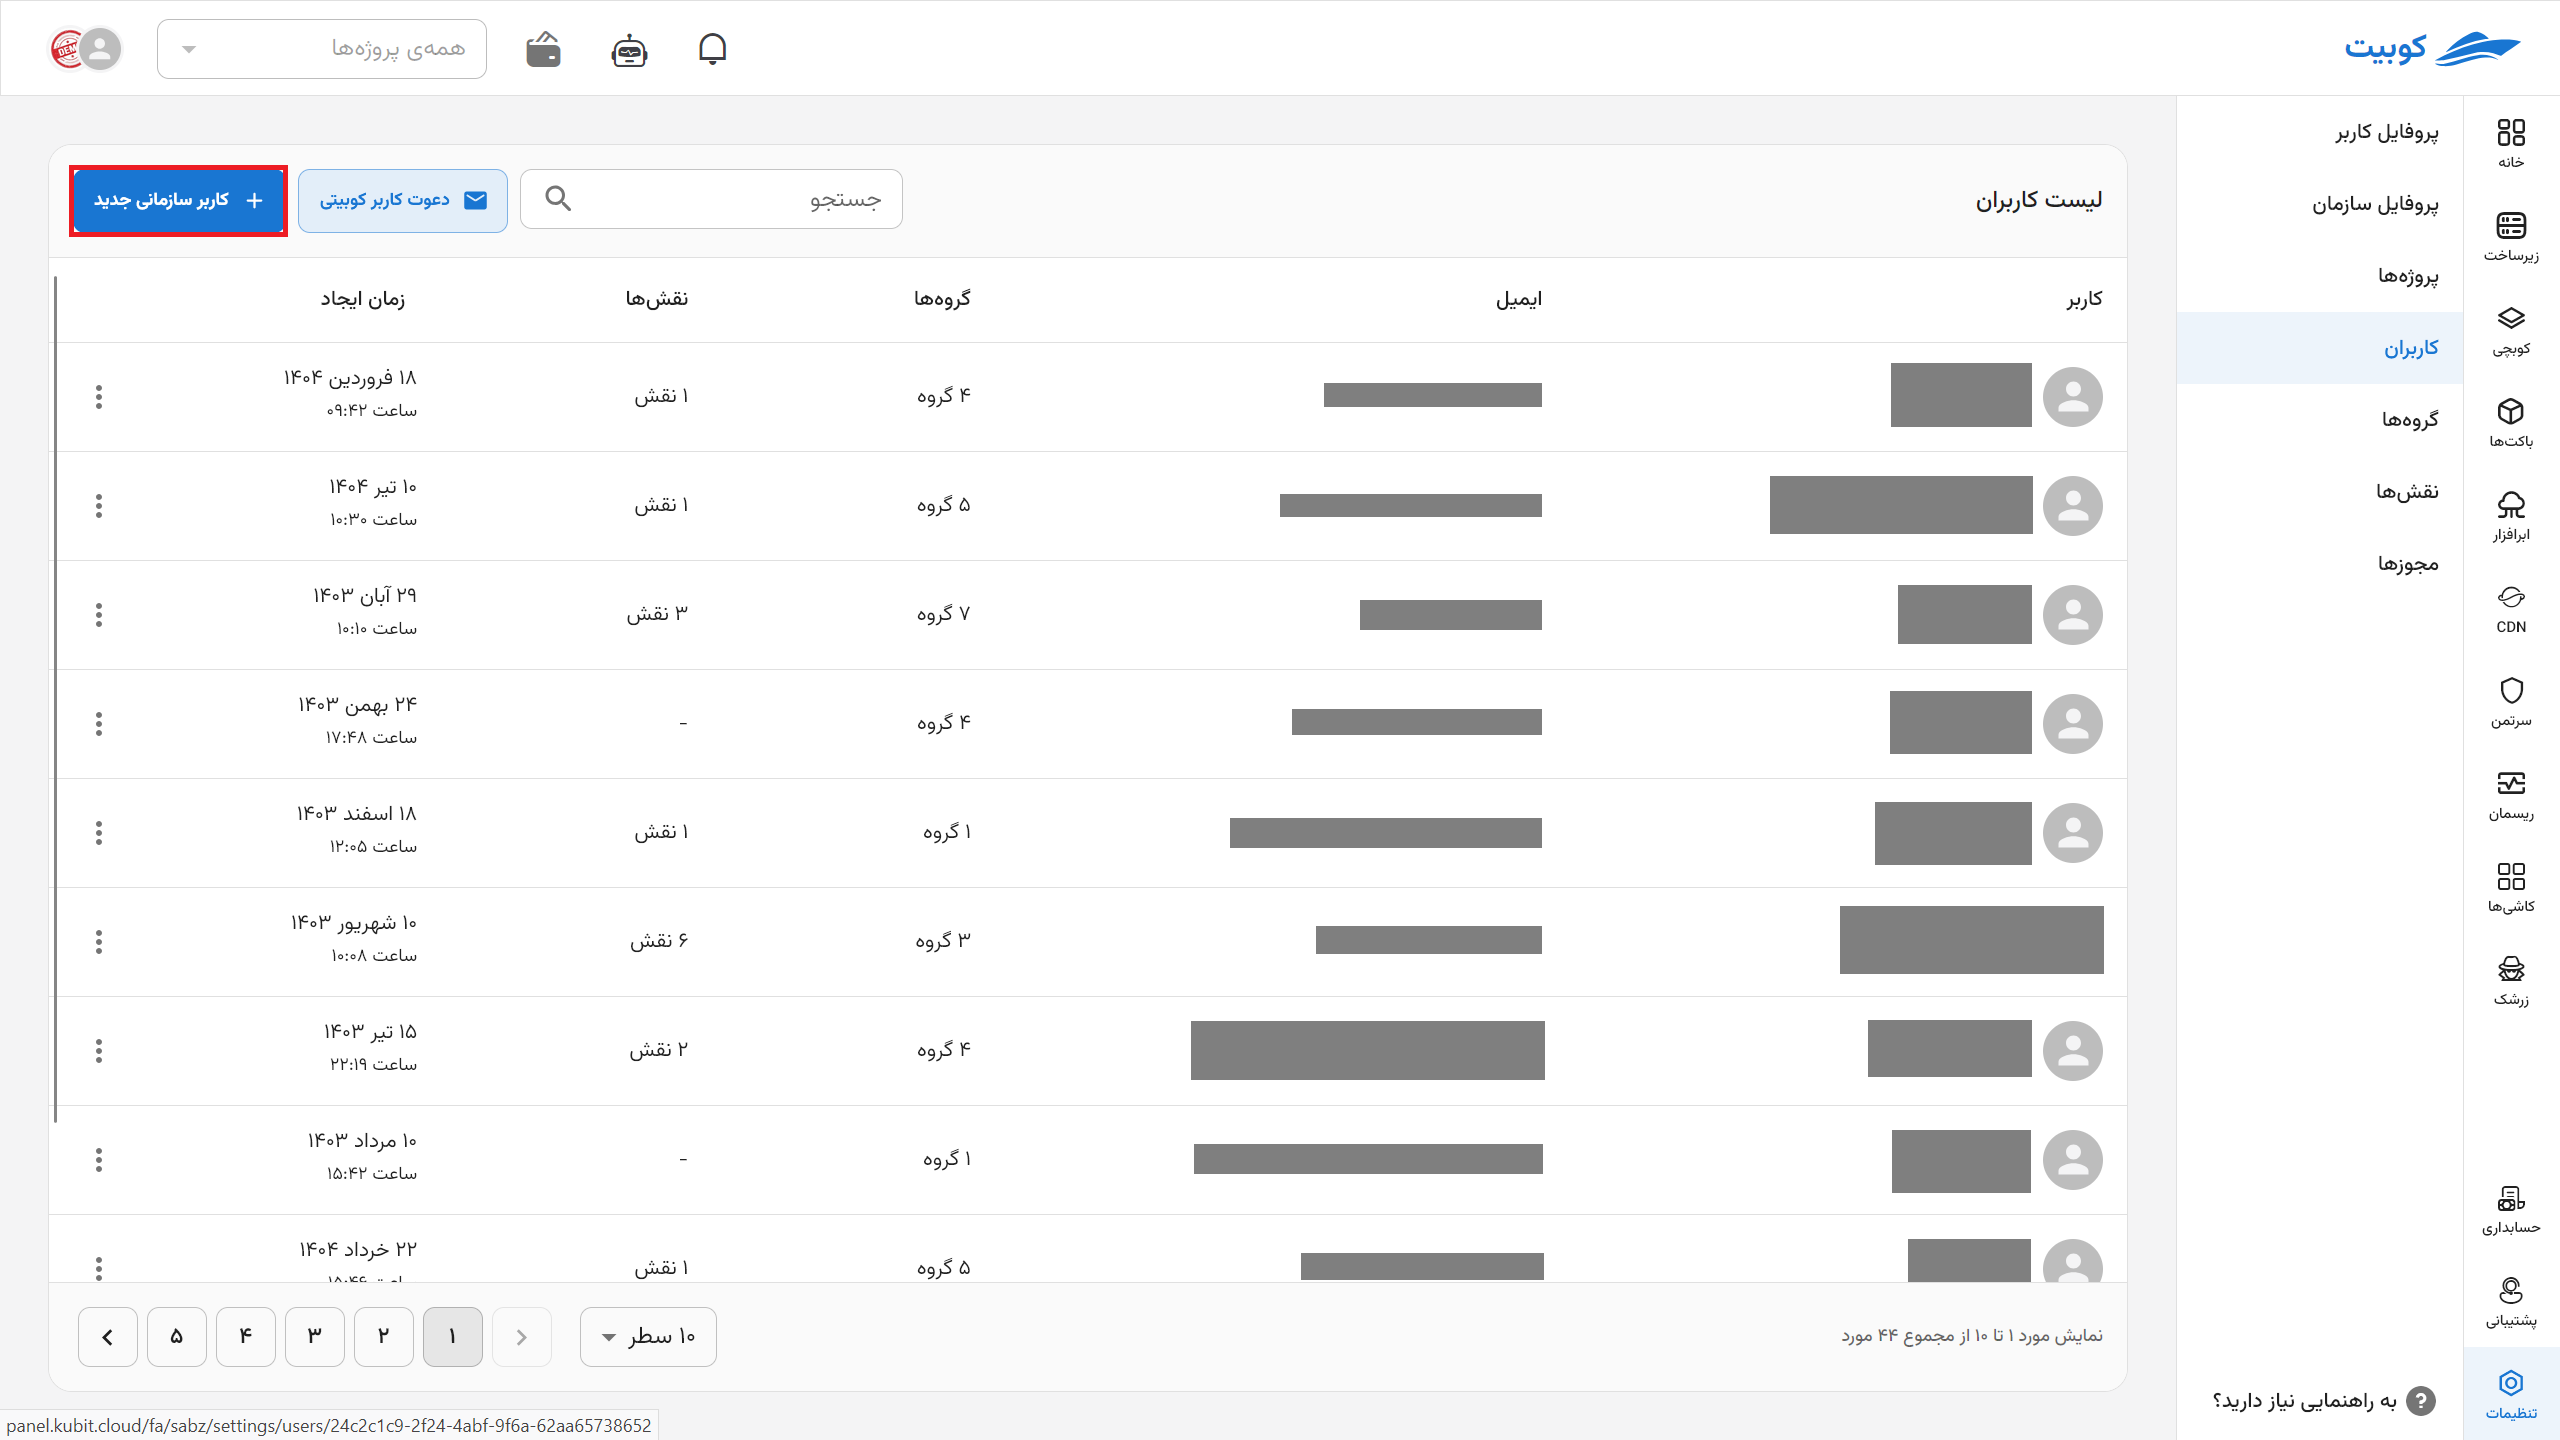 کوبیت
همه‌ی پروژه‌ها
DEM
خانه
زیرساخت
کوبچی
باکت‌ها
ابرافزار
CDN
سرتمن
ریسمان
کاشی‌ها
زرشک
حسابداری
پشتیبانی
تنظیمات
پروفایل کاربر
پروفایل سازمان
پروژه‌ها
کاربران
گروه‌ها
نقش‌ها
مجوزها
به راهنمایی نیاز دارید؟
لیست کاربران
جستجو
دعوت کاربر کوبیتی
کاربر سازمانی جدید
کاربر ایمیل گروه‌ها نقش‌ها زمان ایجاد
۴ گروه ۱ نقش ۱۸ فروردین ۱۴۰۴
ساعت ۰۹:۴۲
۵ گروه ۱ نقش ۱۰ تیر ۱۴۰۴
ساعت ۱۰:۳۰
۷ گروه ۳ نقش ۲۹ آبان ۱۴۰۳
ساعت ۱۰:۱۰
۴ گروه - ۲۴ بهمن ۱۴۰۳
ساعت ۱۷:۴۸
۱ گروه ۱ نقش ۱۸ اسفند ۱۴۰۳
ساعت ۱۲:۰۵
۳ گروه ۶ نقش ۱۰ شهریور ۱۴۰۳
ساعت ۱۰:۰۸
۴ گروه ۲ نقش ۱۵ تیر ۱۴۰۳
ساعت ۲۲:۱۹
۱ گروه - ۱۰ مرداد ۱۴۰۳
ساعت ۱۵:۴۲
۵ گروه ۱ نقش ۲۲ خرداد ۱۴۰۴
نمایش مورد ۱ تا ۱۰ از مجموع ۴۴ مورد
۱۰ سطر
۱ ۲ ۳ ۴ ۵
panel.kubit.cloud/fa/sabz/settings/users/24c2c1c9-2f24-4abf-9f6a-62aa65738652